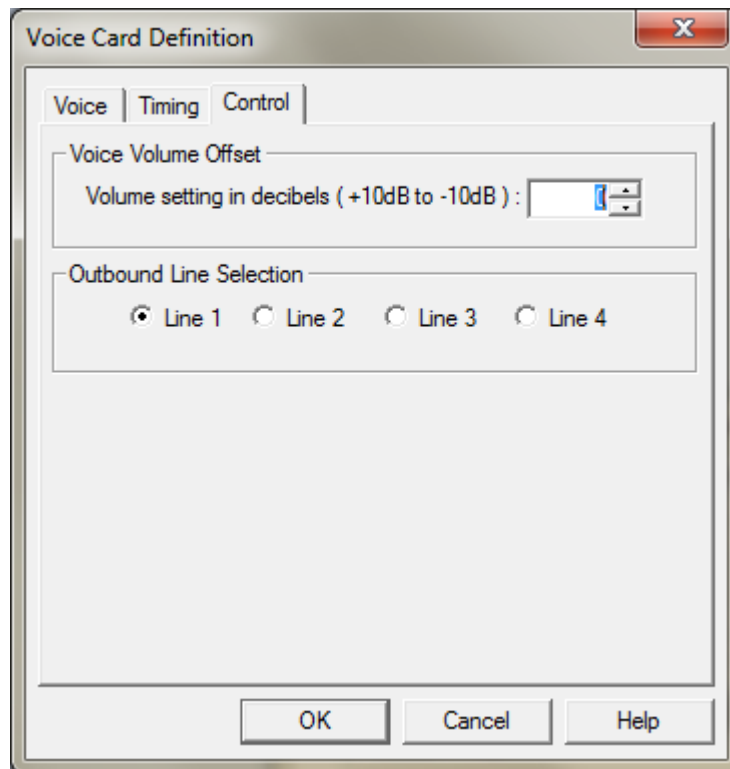 Voice Card Definition
Voice Timing Control
Voice Volume Offset
Volume setting in decibels ( +10dB to -10dB ) : 0
Outbound Line Selection
Line 1 Line 2 Line 3 Line 4
OK Cancel Help